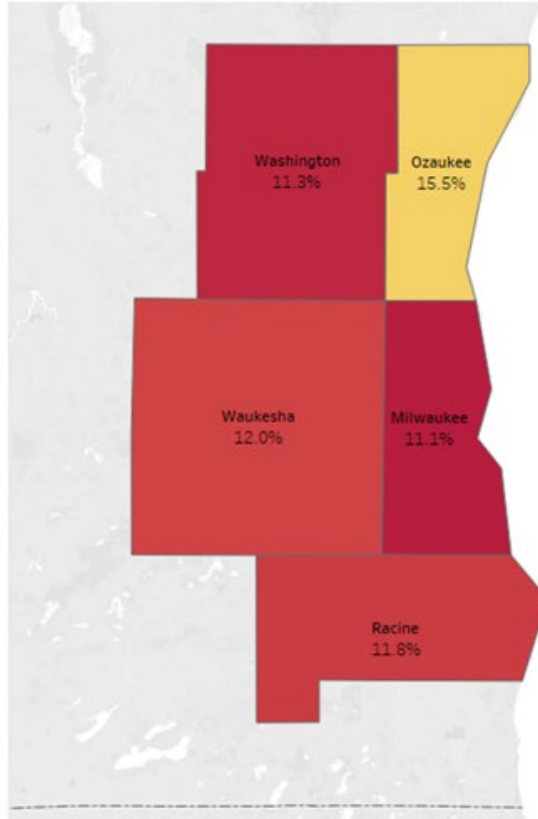 Washington
11.3%
Ozaukee
15.5%
Waukesha
12.0%
Milwaukee
11.1%
Racine
11.8%